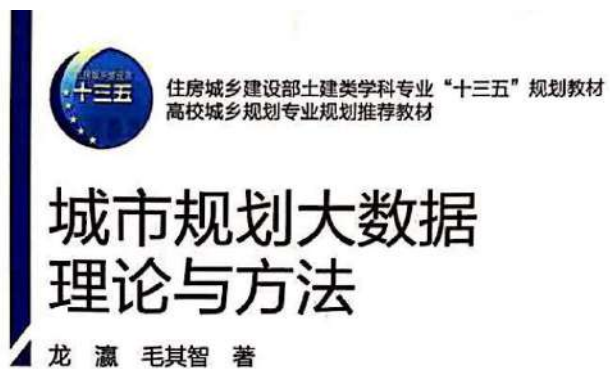 十三五
住房城乡建设部土建类学科专业“十三五”规划教材
高校城乡规划专业规划推荐教材
城市规划大数据
理论与方法
龙 瀛 毛其智 著